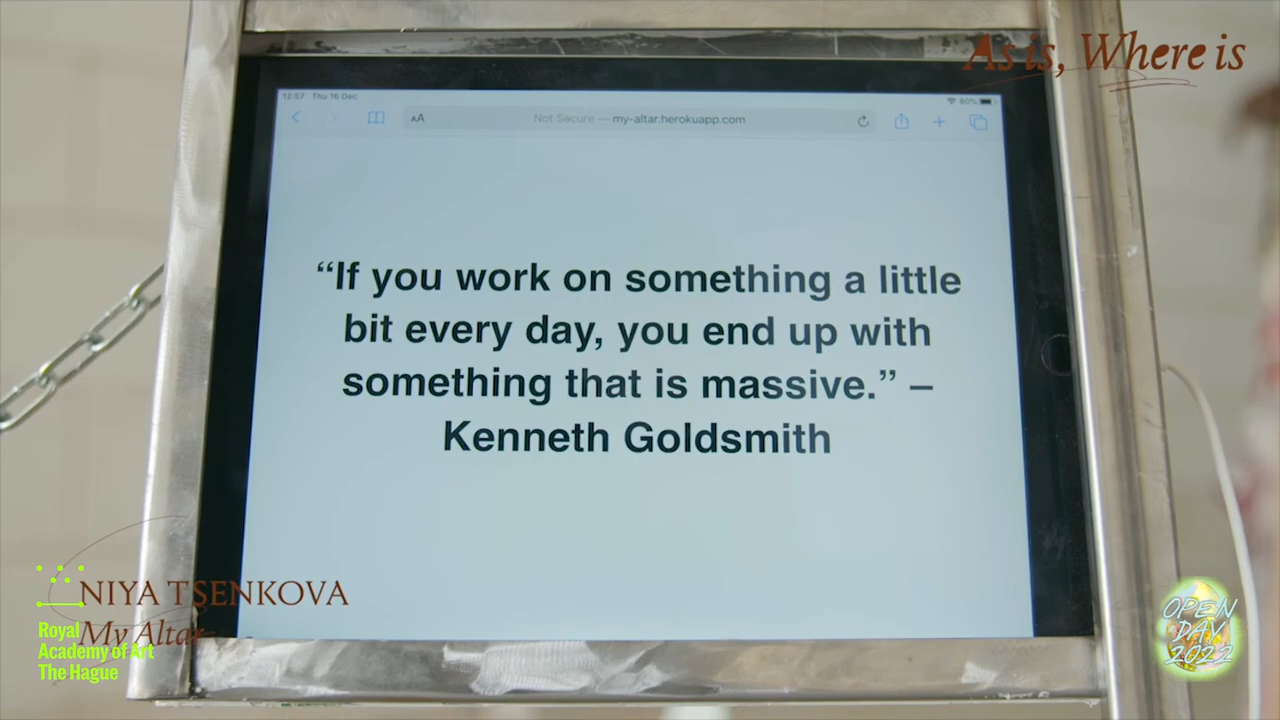 As is, Where is
12:57 Thu 16 Dec
80%
AA
Not Secure — my-altar.herokuapp.com
“If you work on something a little
bit every day, you end up with
something that is massive.” –
Kenneth Goldsmith
NIYA TSENKOVA
My Altar
Royal
Academy of Art
The Hague
OPEN
DAY
2022